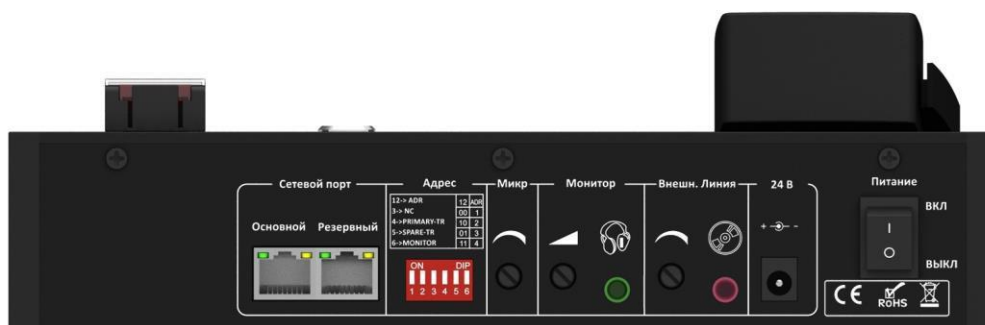 Сетевой порт
Основной Резервный
Адрес
12-> ADR 12 ADR
3-> NC 00 1
4->PRIMARY-TR 10 2
5->SPARE-TR 01 3
6->MONITOR 11 4
ON DIP
1 2 3 4 5 6
Микр
Монитор
Внешн. Линия
24 В
+ -
Питание
ВКЛ
I
O
ВЫКЛ
CE RoHS